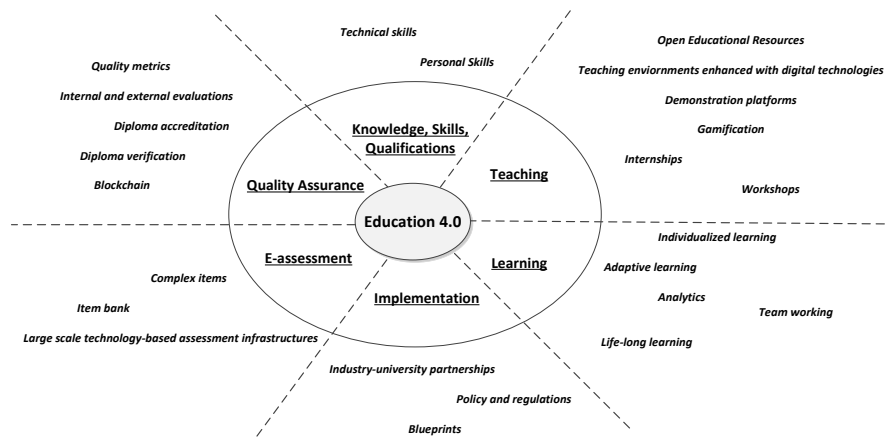 Technical skills
Personal Skills
Open Educational Resources
Teaching enviornments enhanced with digital technologies
Demonstration platforms
Gamification
Internships
Workshops
Quality metrics
Internal and external evaluations
Diploma accreditation
Diploma verification
Blockchain
Knowledge, Skills,
Qualifications
Quality Assurance
Teaching
Education 4.0
E-assessment
Learning
Implementation
Individualized learning
Adaptive learning
Analytics
Team working
Life-long learning
Complex items
Item bank
Large scale technology-based assessment infrastructures
Industry-university partnerships
Policy and regulations
Blueprints